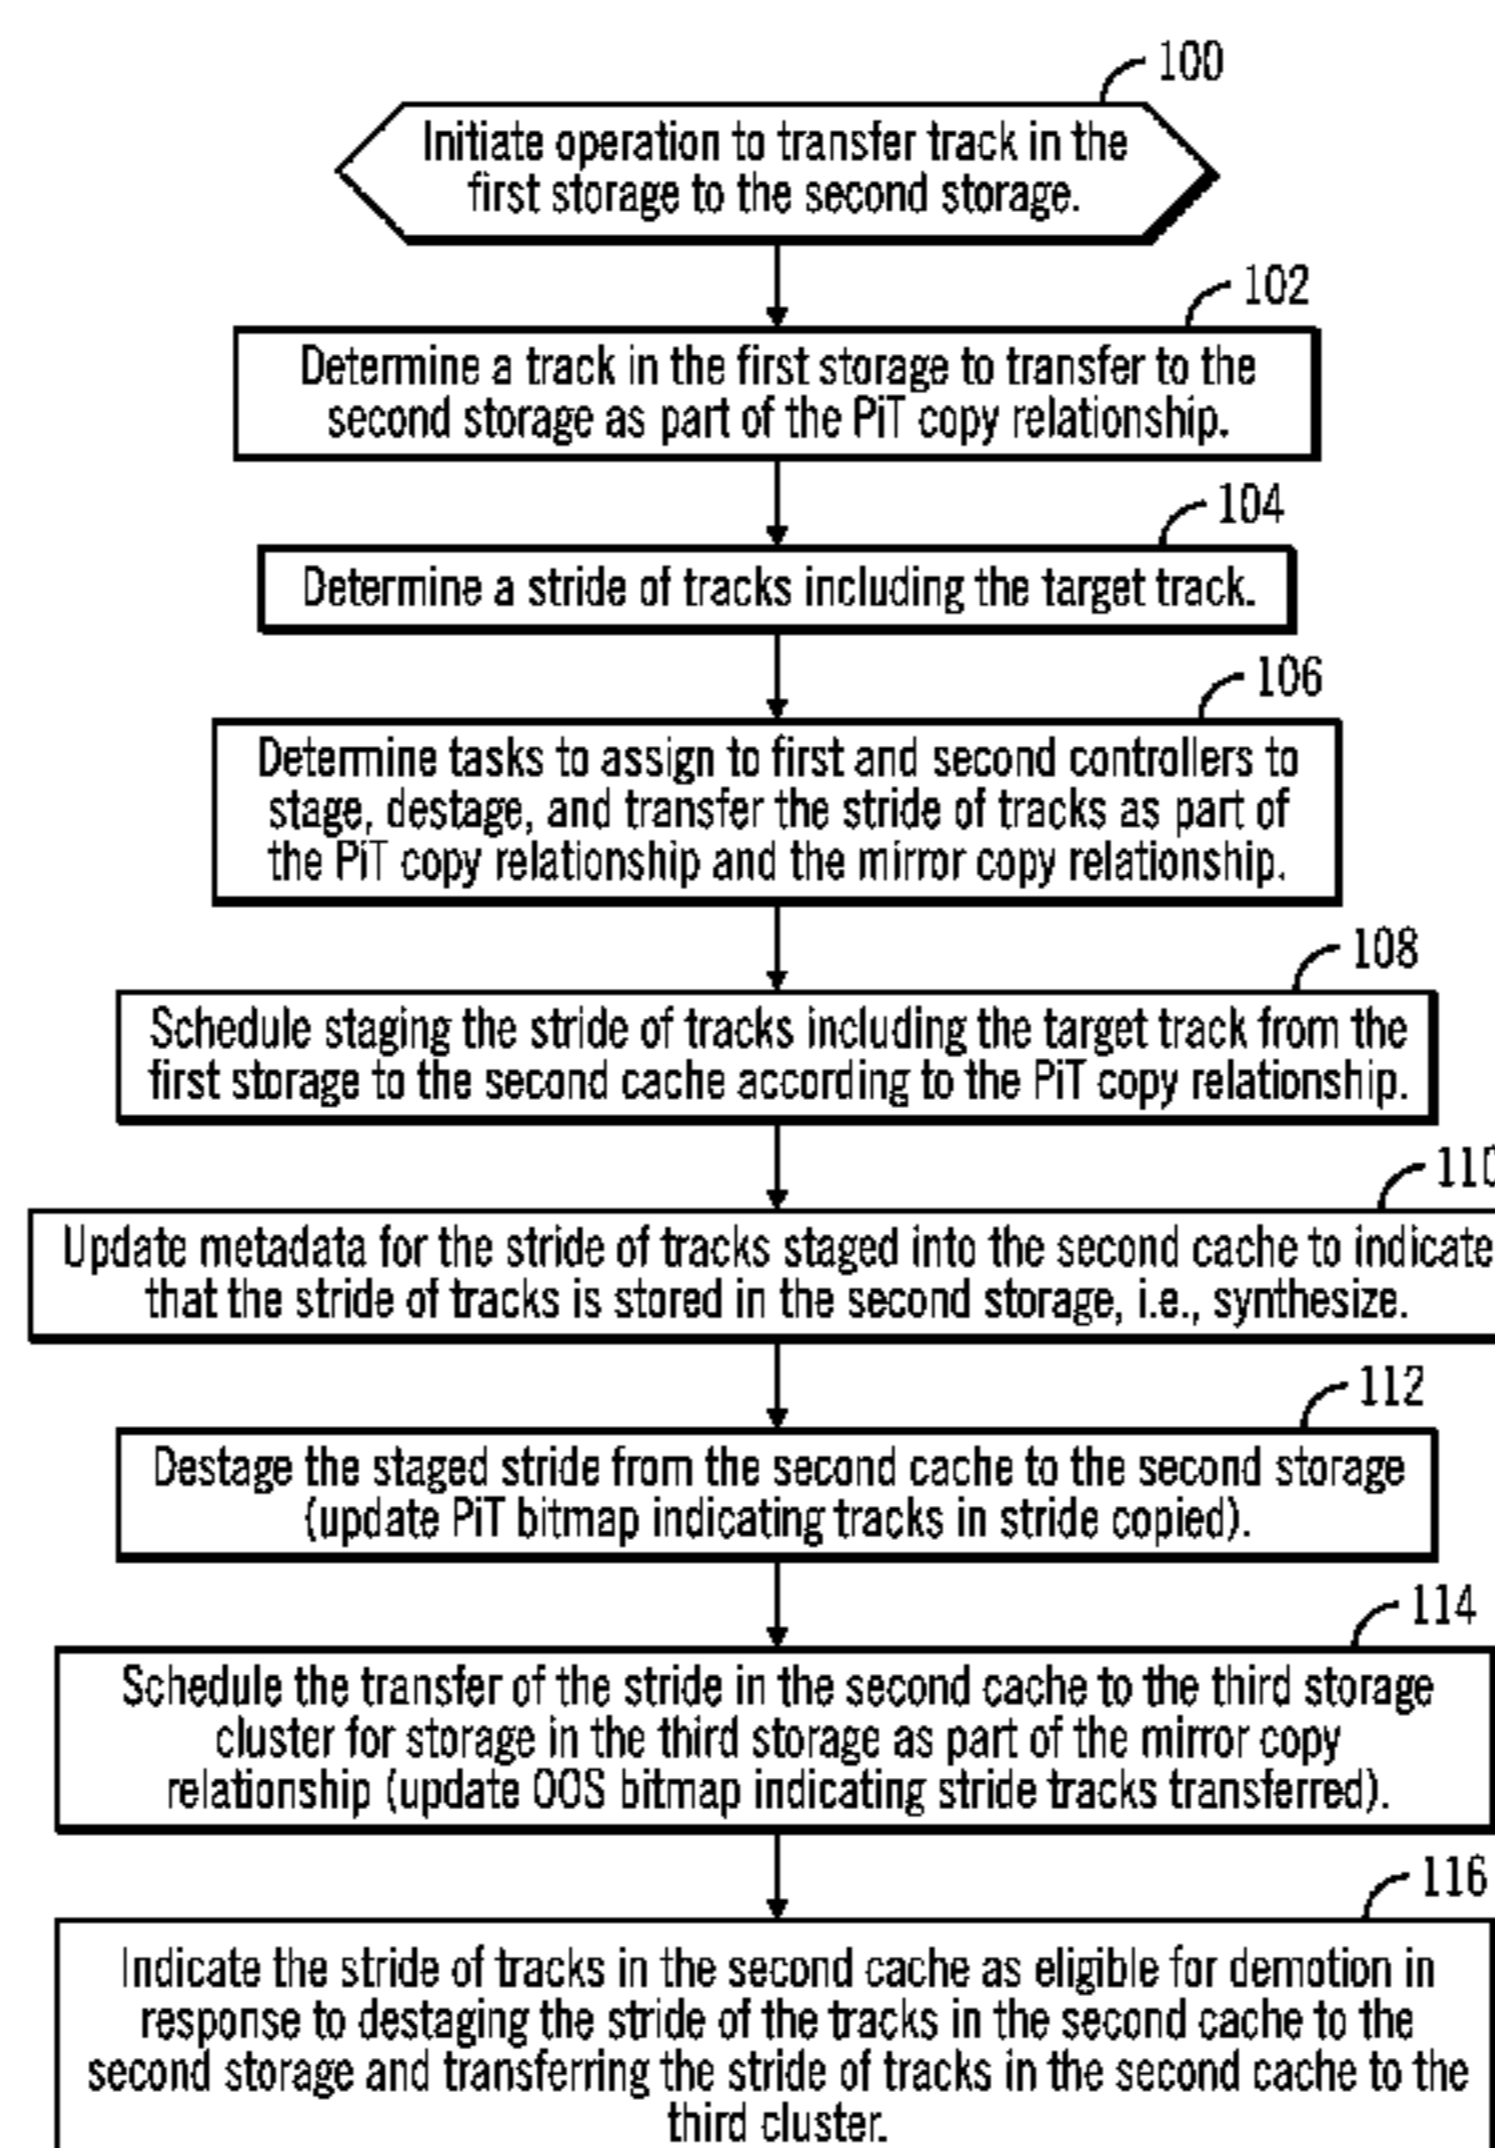 100
Initiate operation to transfer track in the
first storage to the second storage.
102
Determine a track in the first storage to transfer to the
second storage as part of the PiT copy relationship.
104
Determine a stride of tracks including the target track.
106
Determine tasks to assign to first and second controllers to
stage, destage, and transfer the stride of tracks as part of
the PiT copy relationship and the mirror copy relationship.
108
Schedule staging the stride of tracks including the target track from the
first storage to the second cache according to the PiT copy relationship.
110
Update metadata for the stride of tracks staged into the second cache to indicate
that the stride of tracks is stored in the second storage, i.e., synthesize.
112
Destage the staged stride from the second cache to the second storage
(update PiT bitmap indicating tracks in stride copied).
114
Schedule the transfer of the stride in the second cache to the third storage
cluster for storage in the third storage as part of the mirror copy
relationship (update OOS bitmap indicating stride tracks transferred).
116
Indicate the stride of tracks in the second cache as eligible for demotion in
response to destaging the stride of the tracks in the second cache to the
second storage and transferring the stride of tracks in the second cache to the
third cluster.